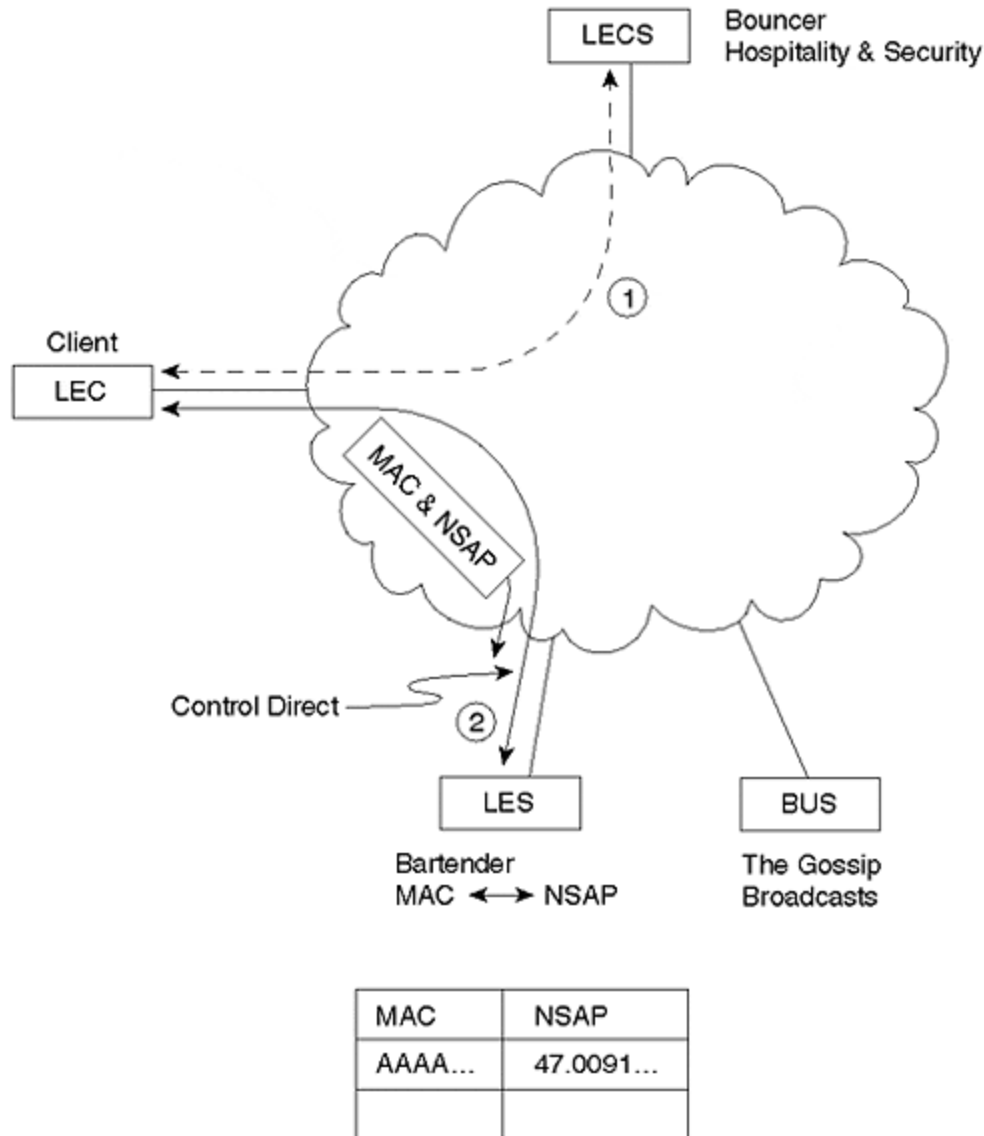 LECS
Bouncer
Hospitality & Security
1
Client
LEC
MAC & NSAP
Control Direct
2
LES
BUS
Bartender
MAC NSAP
The Gossip
Broadcasts
MAC NSAP
AAAA... 47.0091...